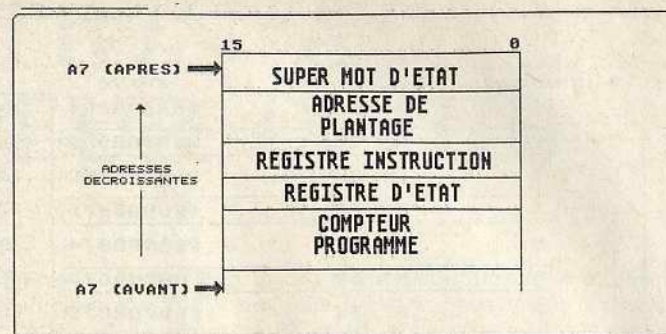 15 0
A7 (APRES)
SUPER MOT D'ETAT
ADRESSE DE
PLANTAGE
REGISTRE INSTRUCTION
ADRESSES
DECROISSANTES
REGISTRE D'ETAT
COMPTEUR
PROGRAMME
A7 (AVANT)